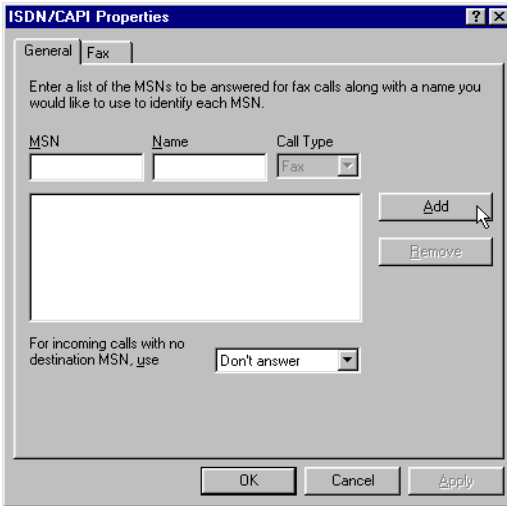 ISDN/CAPI Properties
General Fax
Enter a list of the MSNs to be answered for fax calls along with a name you
would like to use to identify each MSN.
MSN Name Call Type
Fax
Add
Remove
For incoming calls with no
destination MSN, use
Don't answer
OK Cancel Apply